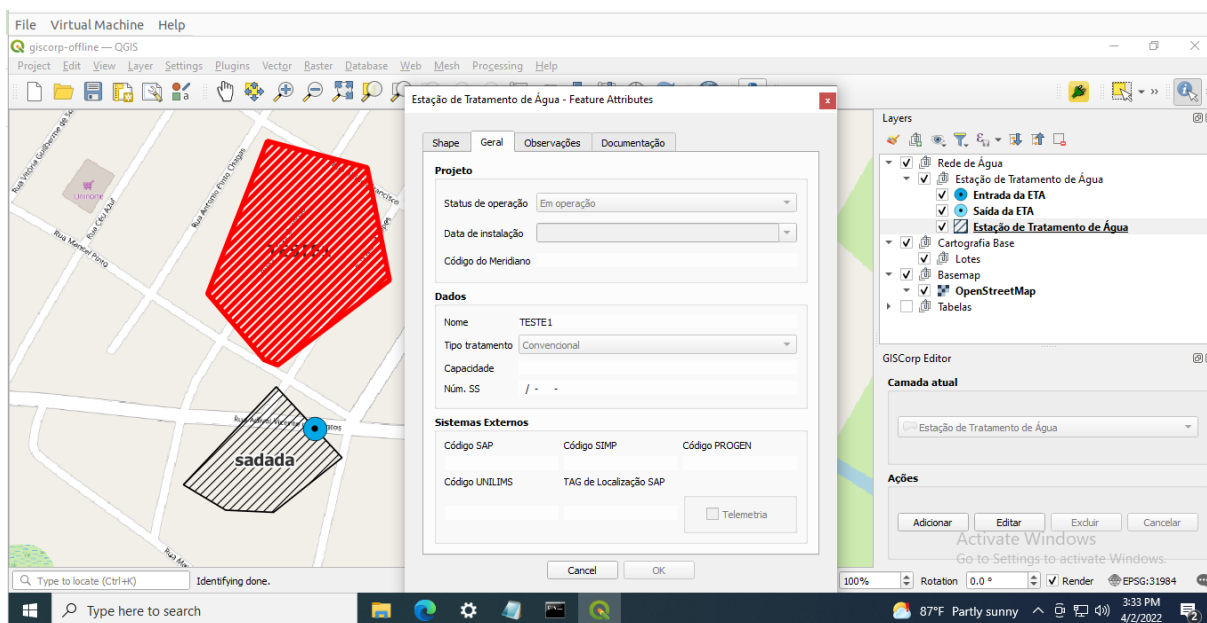 File Virtual Machine Help
giscorp-offline — QGIS
Project Edit View Layer Settings Plugins Vector Raster Database Web Mesh Processing Help
Estação de Tratamento de Água - Feature Attributes
x
Shape Geral Observações Documentação
Projeto
Status de operação Em operação
Data de instalação
Código do Meridiano
Dados
Nome TESTE1
Tipo tratamento Convencional
Capacidade
Núm. SS / - -
Sistemas Externos
Código SAP Código SIMP Código PROGEN
Código UNILIMS TAG de Localização SAP
Telemetria
Cancel OK
Uninorte
Rua Céu Azul
Rua Antonio Pinto Chagas
Rua Manoel Pinto
TESTE1
sadada
Layers
Rede de Água
Estação de Tratamento de Água
Entrada da ETA
Saída da ETA
Estação de Tratamento de Água
Cartografia Base
Lotes
Basemap
OpenStreetMap
Tabelas
GISCorp Editor
Camada atual
Estação de Tratamento de Água
Ações
Adicionar Editar Excluir Cancelar
Activate Windows
Go to Settings to activate Windows.
Type to locate (Ctrl+K) Identifying done. 100% Rotation 0.0 ° Render EPSG:31984
Type here to search 87°F Partly sunny 3:33 PM
4/2/2022
2